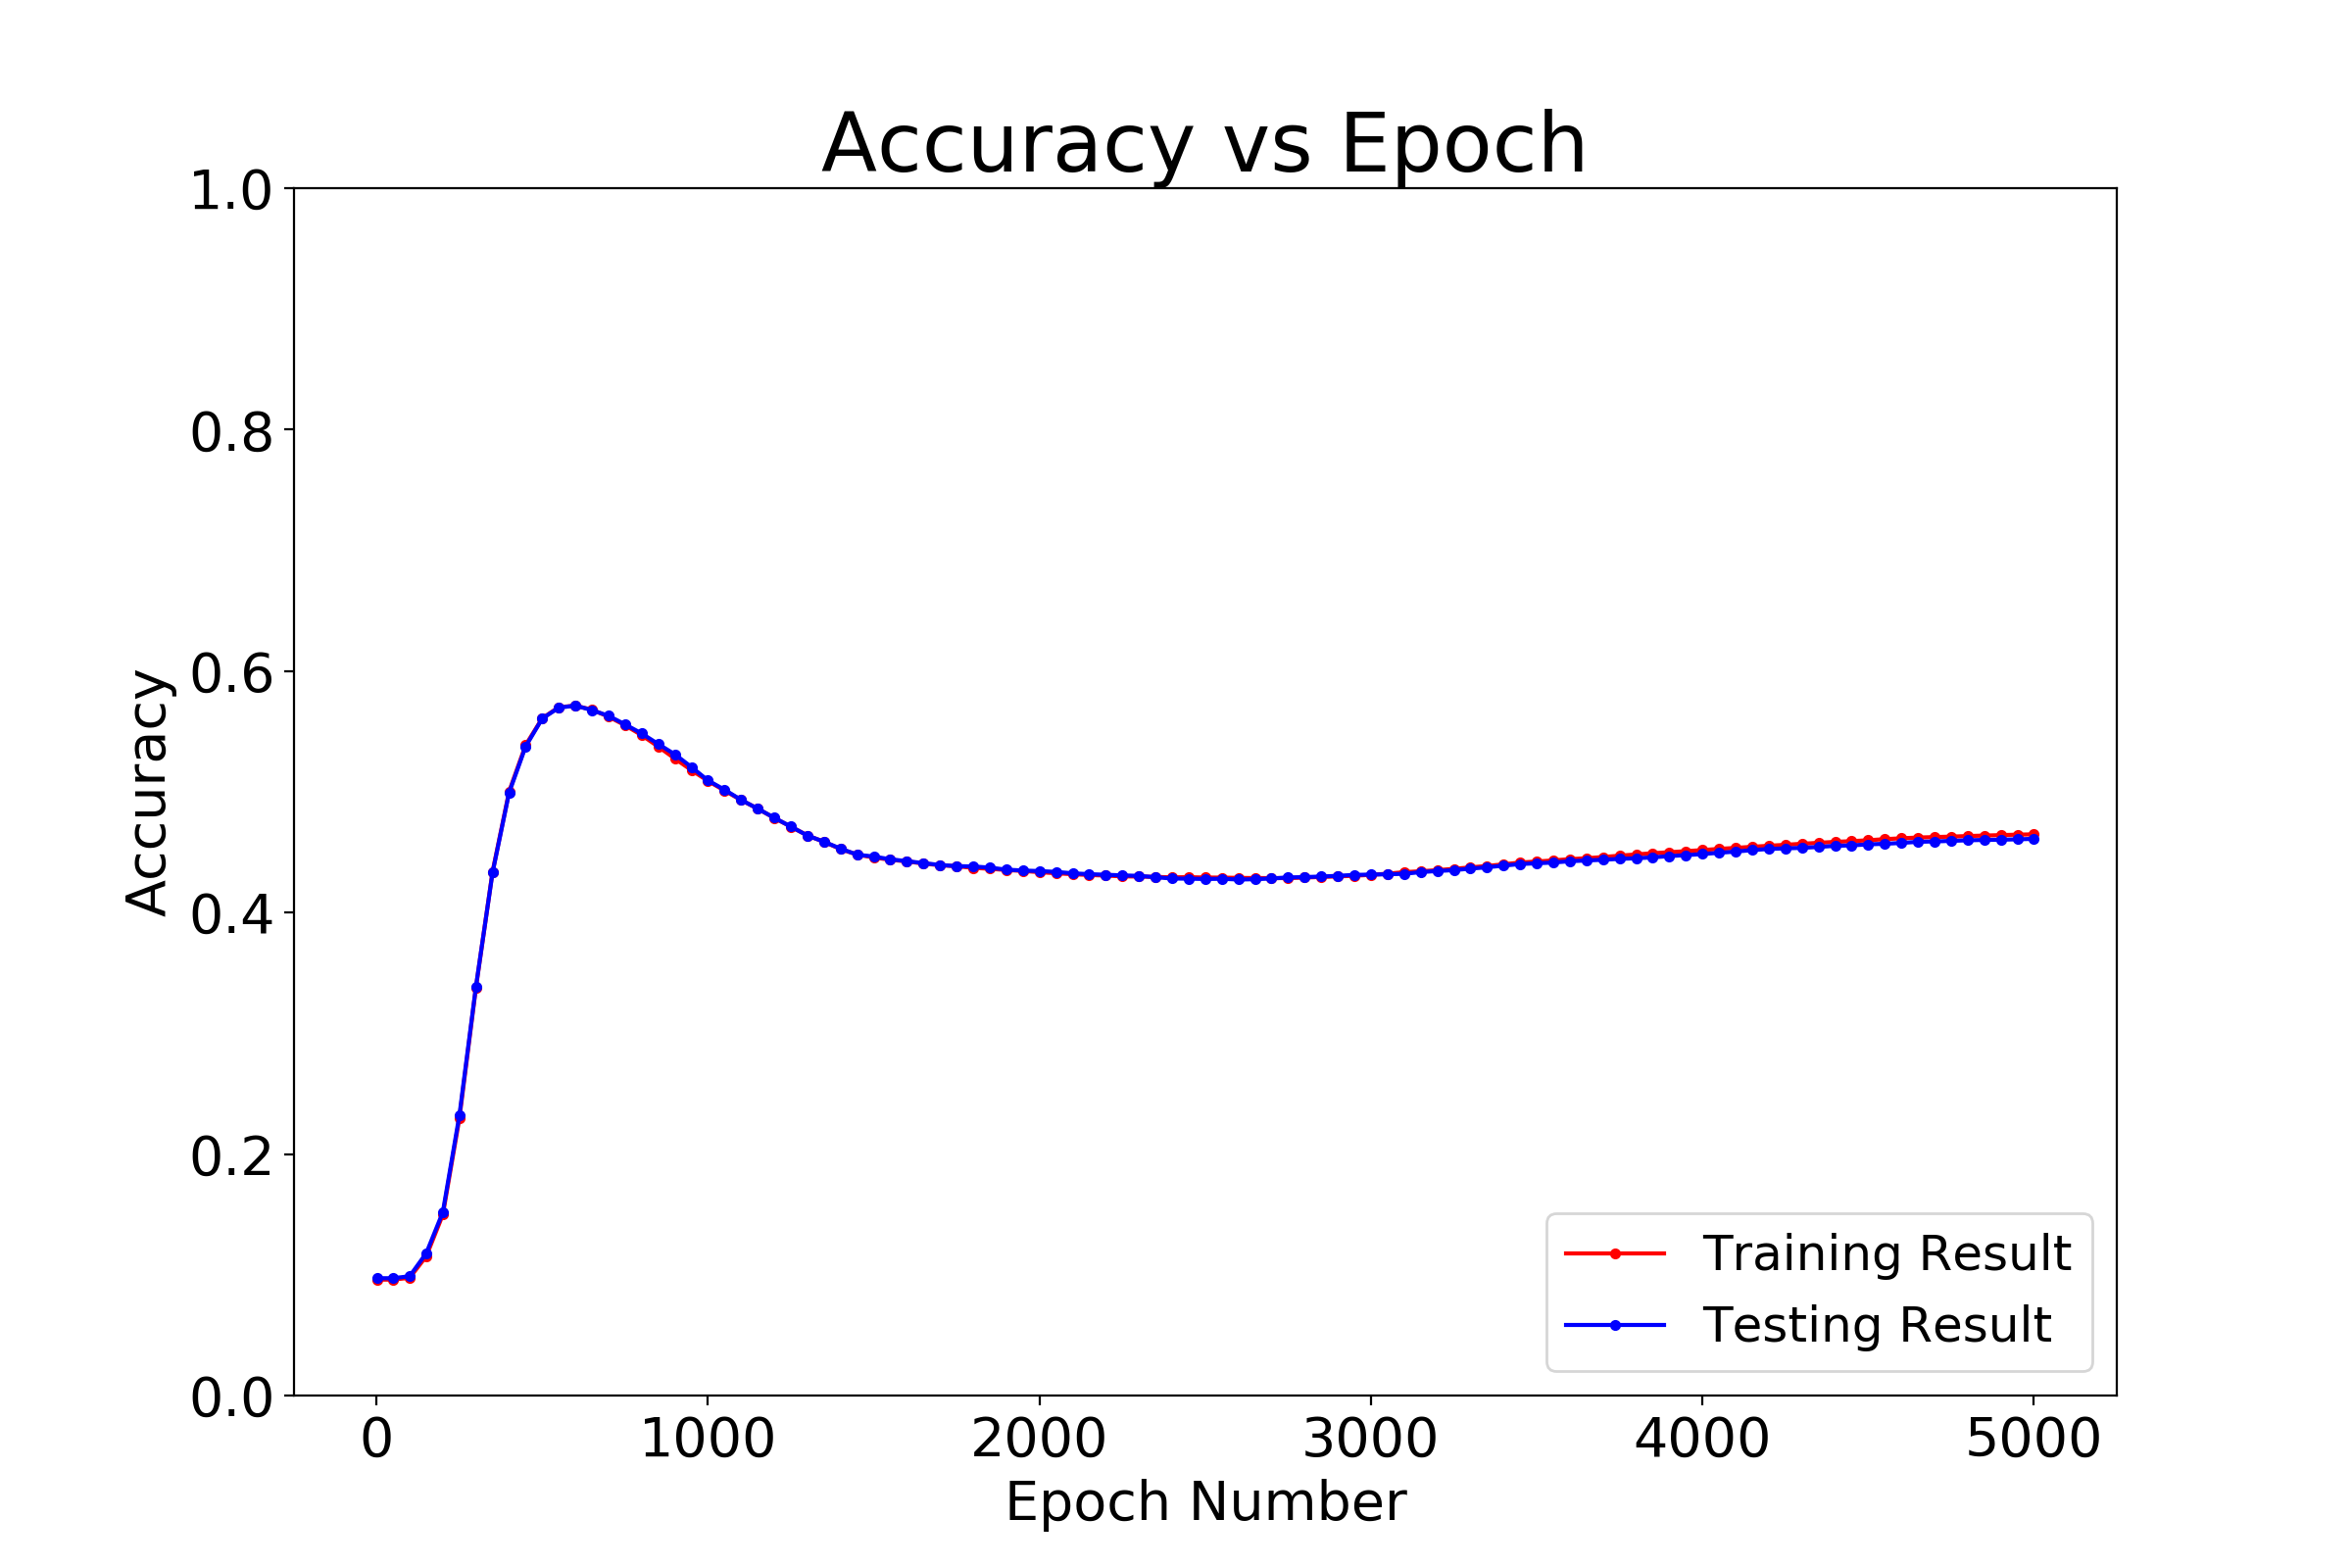 Accuracy vs Epoch
1.0
0.8
0.6
0.4
0.2
0.0
Accuracy
0 1000 2000 3000 4000 5000
Epoch Number
Training Result
Testing Result